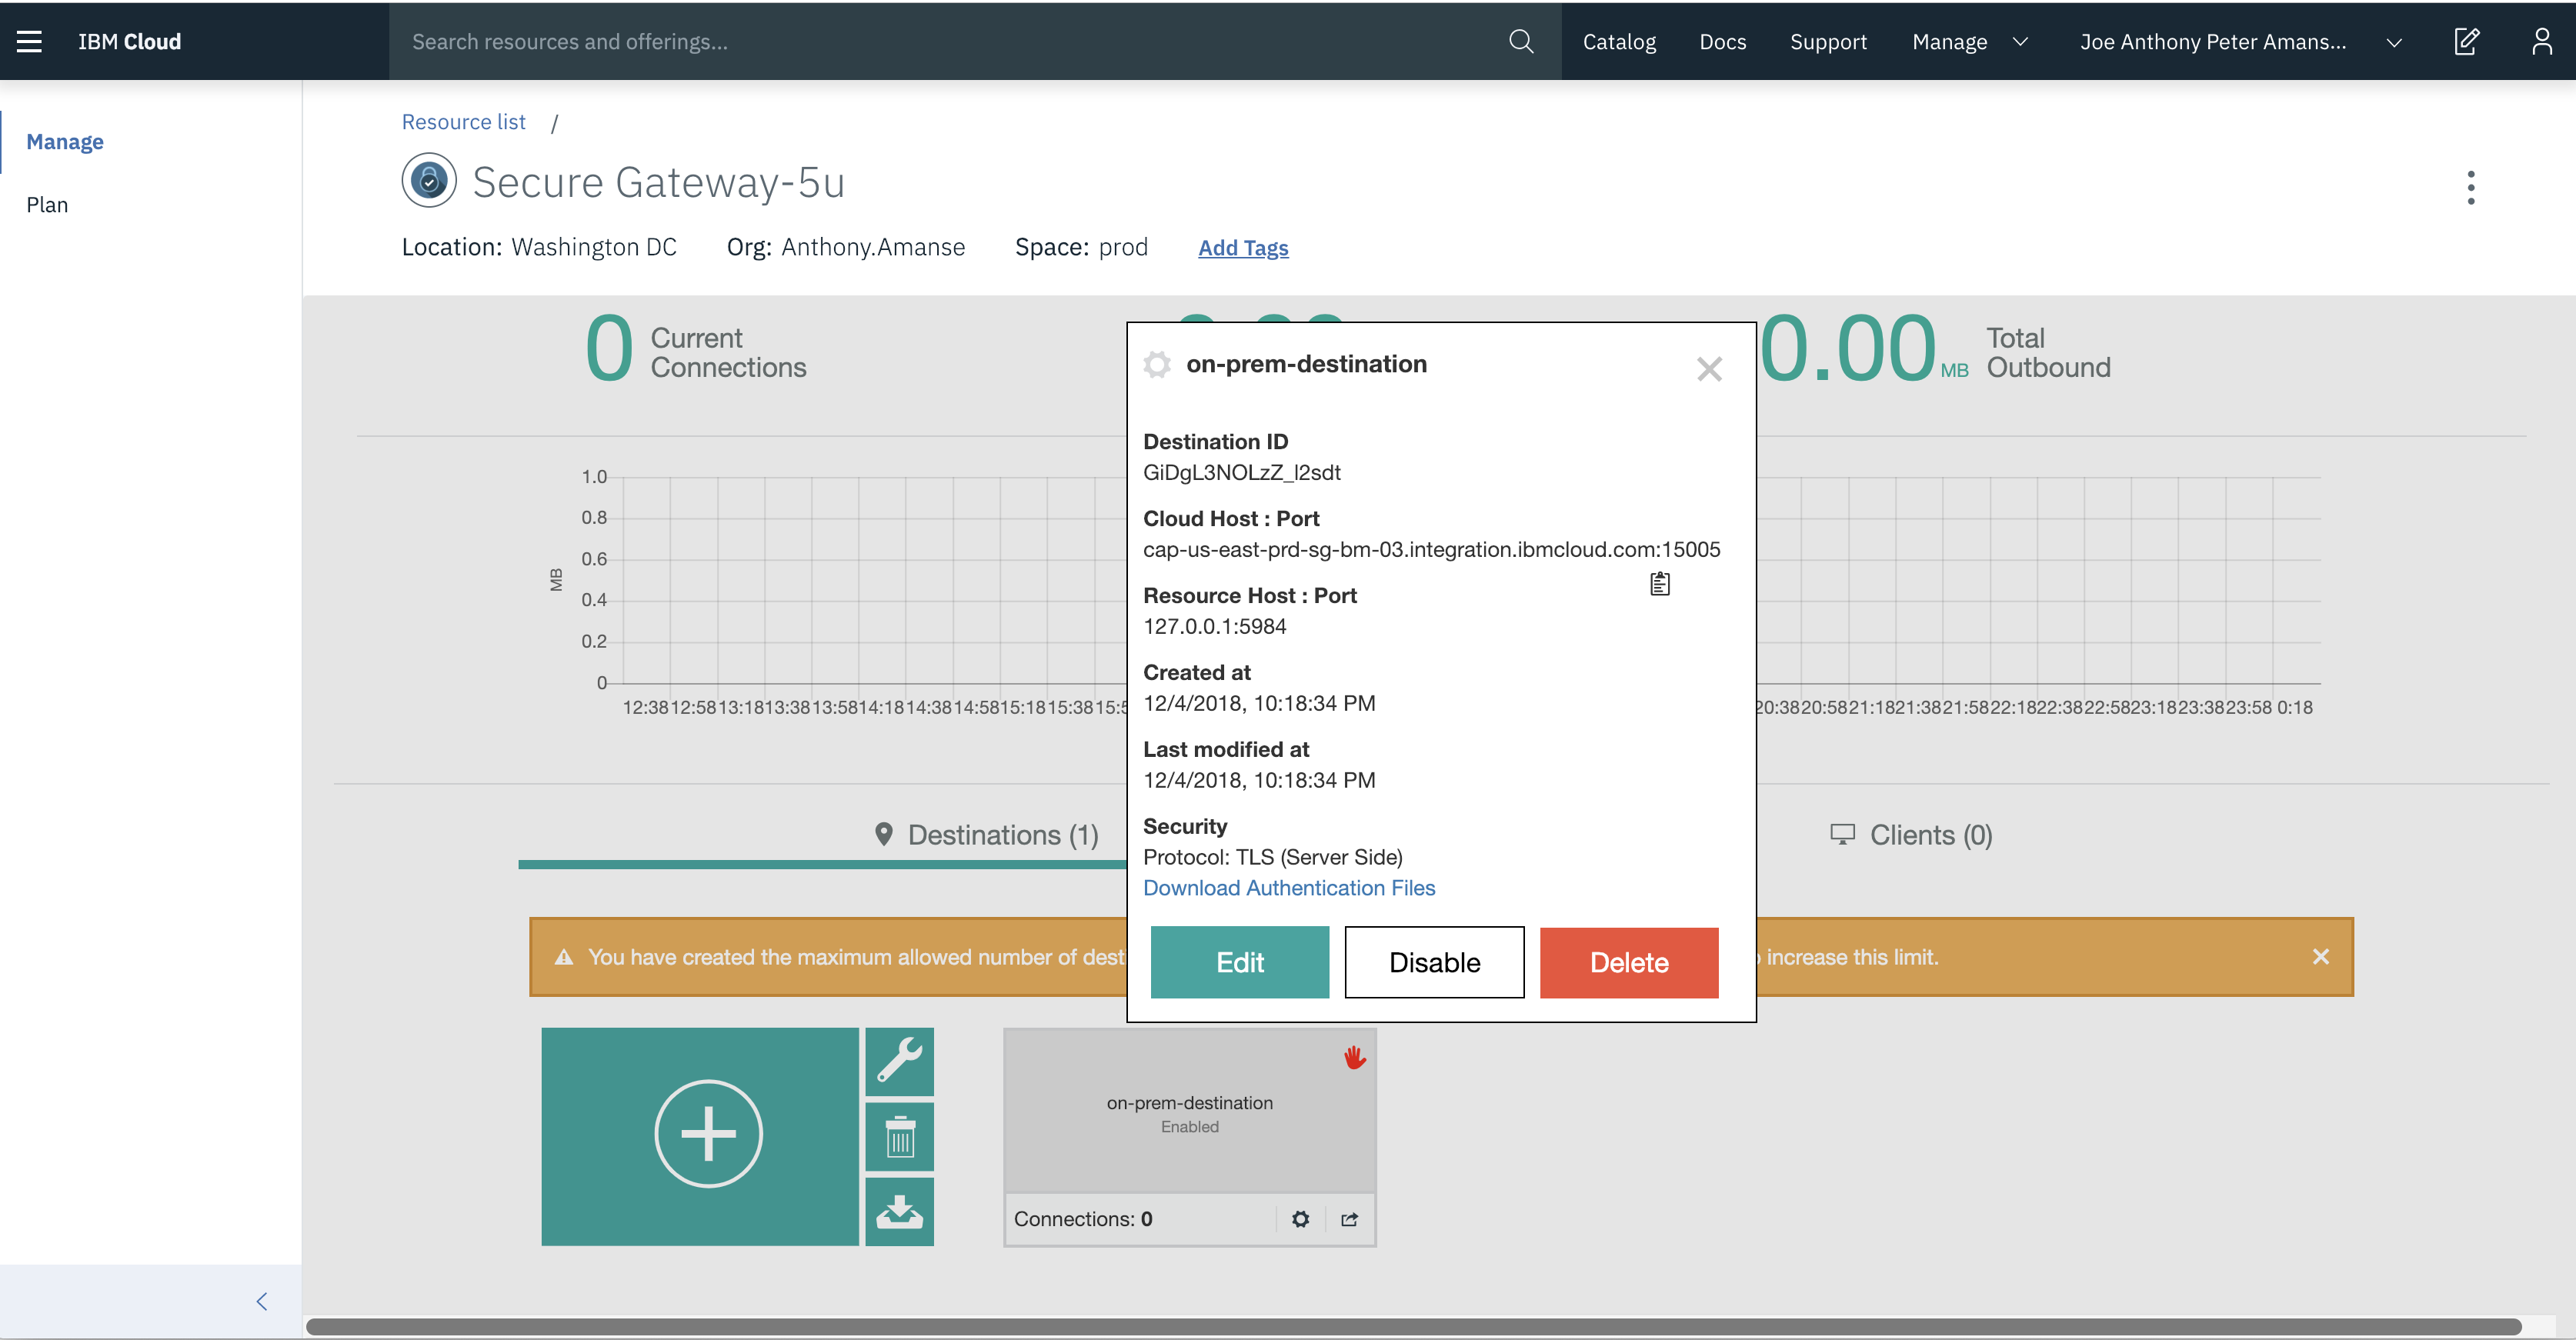 IBM Cloud
Search resources and offerings...
Catalog
Docs
Support
Manage
Joe Anthony Peter Amans...
Manage
Plan
Resource list /
Secure Gateway-5u
Location: Washington DC
Org: Anthony.Amanse
Space: prod
Add Tags
0 Current Connections
0.00 MB Total Outbound
on-prem-destination
Destination ID
GiDgL3NOLzZ_l2sdt
Cloud Host : Port
cap-us-east-prd-sg-bm-03.integration.ibmcloud.com:15005
Resource Host : Port
127.0.0.1:5984
Created at
12/4/2018, 10:18:34 PM
Last modified at
12/4/2018, 10:18:34 PM
Security
Protocol: TLS (Server Side)
Download Authentication Files
Edit
Disable
Delete
1.0
0.8
0.6
0.4
0.2
0
MB
12:38 12:58 13:18 13:38 13:58 14:18 14:38 14:58 15:18 15:38
20:38 20:58 21:18 21:38 21:58 22:18 22:38 22:58 23:18 23:38 23:58 0:18
Destinations (1)
Clients (0)
You have created the maximum allowed number of
increase this limit.
on-prem-destination
Enabled
Connections: 0